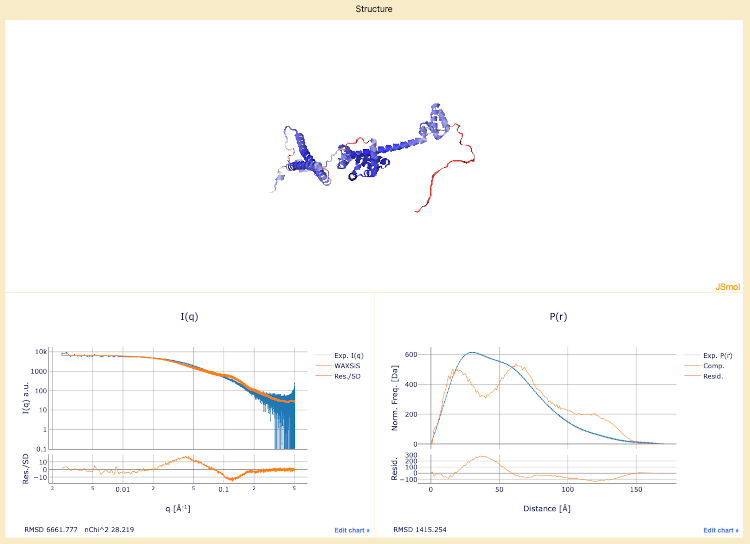 Structure
JSmol
I(q)
10k
1000
100
10
1
0.1
I(q) a.u.
Exp. I(q)
WAXSIS
Res./SD
10
0
−10
Res./SD
2
5
0.01
2
5
0.1
2
5
q [Å⁻¹]
RMSD 6661.777 nChi^2 28.219
Edit chart »
P(r)
600
400
200
0
Norm. Freq. [Da]
Exp. P(r)
Comp.
Resid.
300
200
100
0
−100
Resid.
0
50
100
150
Distance [Å]
RMSD 1415.254
Edit chart »